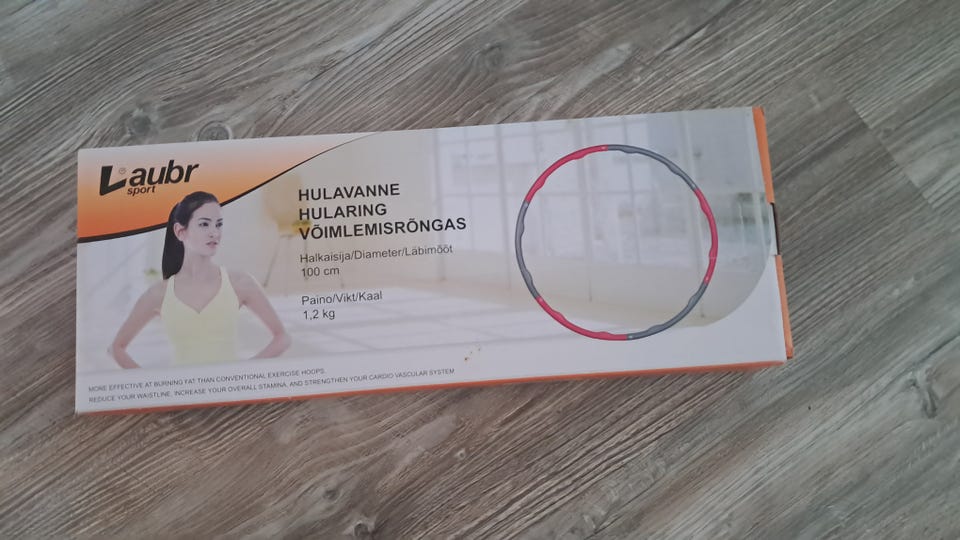 Laubr®
sport
HULAVANNE
HULARING
VÕIMLEMISRÕNGAS
Halkaisija/Diameter/Läbimõõt
100 cm
Paino/Vikt/Kaal
1,2 kg
MORE EFFECTIVE AT BURNING FAT THAN CONVENTIONAL EXERCISE HOOPS.
REDUCE YOUR WAISTLINE, INCREASE YOUR OVERALL STAMINA, AND STRENGTHEN YOUR CARDIO VASCULAR SYSTEM